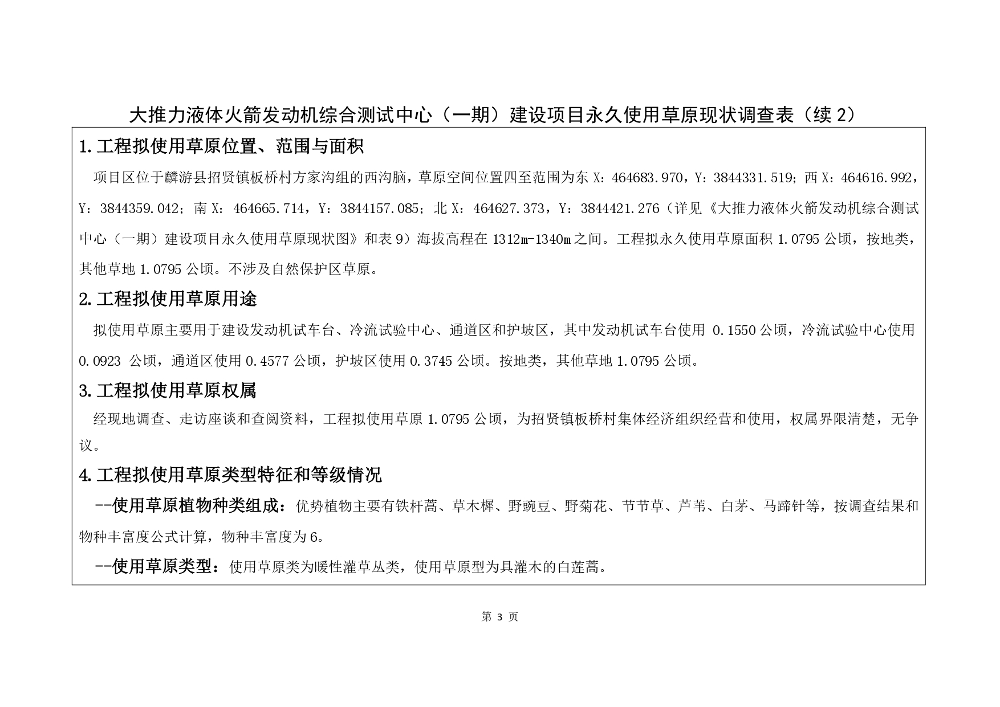 大推力液体火箭发动机综合测试中心（一期）建设项目永久使用草原现状调查表（续 2）
1.工程拟使用草原位置、范围与面积
项目区位于麟游县招贤镇板桥村方家沟组的西沟脑，草原空间位置四至范围为东 X：464683.970，Y：3844331.519；西 X：464616.992，
Y：3844359.042；南 X：464665.714，Y：3844157.085；北 X：464627.373，Y：3844421.276（详见《大推力液体火箭发动机综合测试
中心（一期）建设项目永久使用草原现状图》和表 9）海拔高程在 1312m-1340m 之间。工程拟永久使用草原面积 1.0795 公顷，按地类，
其他草地 1.0795 公顷。不涉及自然保护区草原。
2.工程拟使用草原用途
拟使用草原主要用于建设发动机试车台、冷流试验中心、通道区和护坡区，其中发动机试车台使用 0.1550 公顷，冷流试验中心使用
0.0923 公顷，通道区使用 0.4577 公顷，护坡区使用 0.3745 公顷。按地类，其他草地 1.0795 公顷。
3.工程拟使用草原权属
经现地调查、走访座谈和查阅资料，工程拟使用草原 1.0795 公顷，为招贤镇板桥村集体经济组织经营和使用，权属界限清楚，无争
议。
4.工程拟使用草原类型特征和等级情况
--使用草原植物种类组成：优势植物主要有铁杆蒿、草木樨、野豌豆、野菊花、节节草、芦苇、白茅、马蹄针等，按调查结果和
物种丰富度公式计算，物种丰富度为 6。
--使用草原类型：使用草原类为暖性灌草丛类，使用草原型为具灌木的白莲蒿。
第 3 页